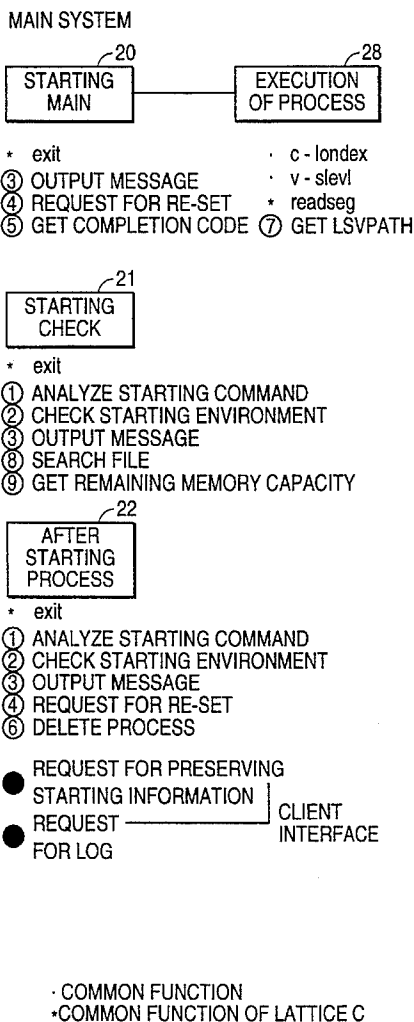 MAIN SYSTEM
20
STARTING
MAIN
28
EXECUTION
OF PROCESS
* exit
③ OUTPUT MESSAGE
④ REQUEST FOR RE-SET
⑤ GET COMPLETION CODE
· c - londex
· v - slevl
* readseg
⑦ GET LSVPATH
21
STARTING
CHECK
* exit
① ANALYZE STARTING COMMAND
② CHECK STARTING ENVIRONMENT
③ OUTPUT MESSAGE
⑧ SEARCH FILE
⑨ GET REMAINING MEMORY CAPACITY
22
AFTER
STARTING
PROCESS
* exit
① ANALYZE STARTING COMMAND
② CHECK STARTING ENVIRONMENT
③ OUTPUT MESSAGE
④ REQUEST FOR RE-SET
⑥ DELETE PROCESS
● REQUEST FOR PRESERVING
STARTING INFORMATION
● REQUEST
FOR LOG
CLIENT
INTERFACE
· COMMON FUNCTION
*COMMON FUNCTION OF LATTICE C